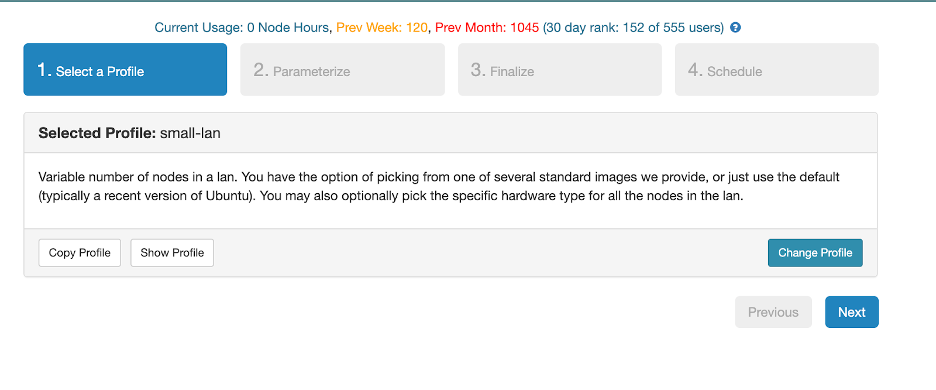 Current Usage: 0 Node Hours, Prev Week: 120, Prev Month: 1045 (30 day rank: 152 of 555 users) ?
1. Select a Profile
2. Parameterize
3. Finalize
4. Schedule
Selected Profile: small-lan
Variable number of nodes in a lan. You have the option of picking from one of several standard images we provide, or just use the default
(typically a recent version of Ubuntu). You may also optionally pick the specific hardware type for all the nodes in the lan.
Copy Profile
Show Profile
Change Profile
Previous
Next